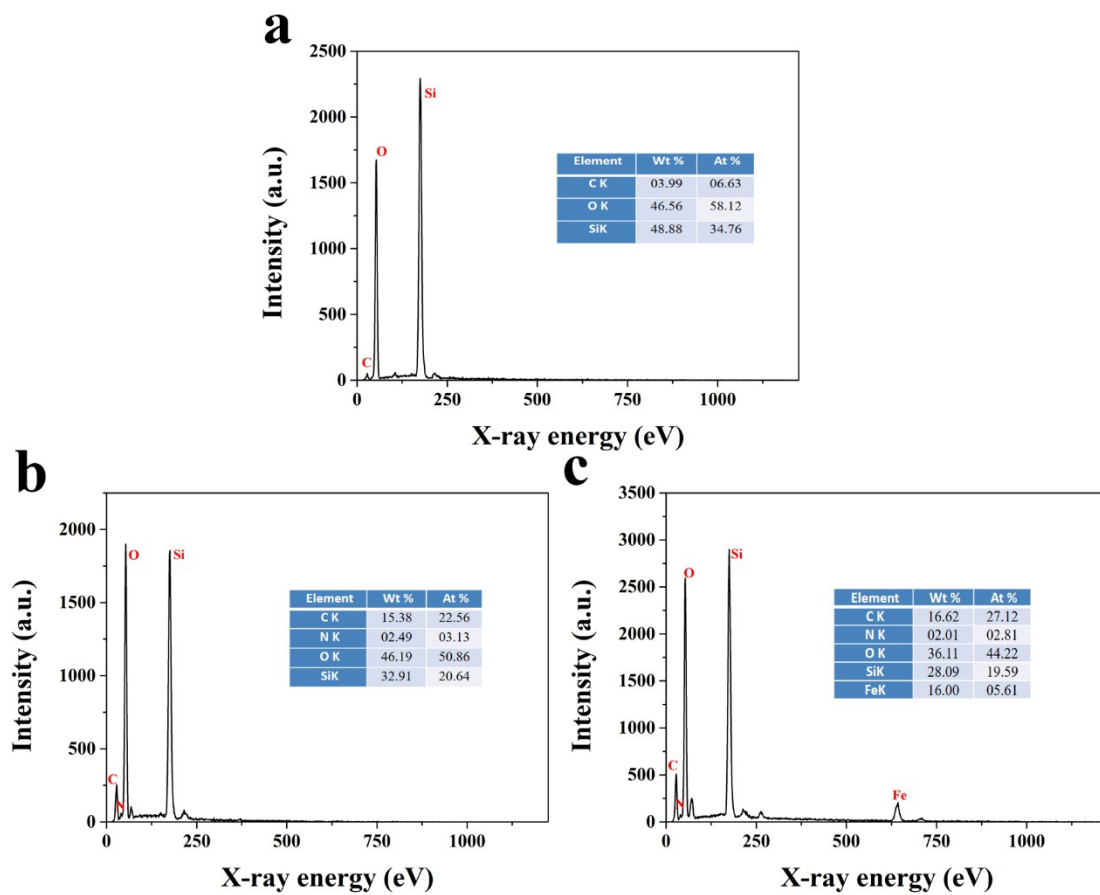 a
2500
2000
1500
1000
500
0
Intensity (a.u.)
Si
O
C
Element Wt % At %
C K 03.99 06.63
O K 46.56 58.12
SiK 48.88 34.76
0 250 500 750 1000
X-ray energy (eV)
b
2000
1500
1000
500
0
Intensity (a.u.)
O
Si
C
N
Element Wt % At %
C K 15.38 22.56
N K 02.49 03.13
O K 46.19 50.86
SiK 32.91 20.64
0 250 500 750 1000
X-ray energy (eV)
c
3500
3000
2500
2000
1500
1000
500
0
Intensity (a.u.)
Si
O
C
N
Fe
Element Wt % At %
C K 16.62 27.12
N K 02.01 02.81
O K 36.11 44.22
SiK 28.09 19.59
FeK 16.00 05.61
0 250 500 750 1000
X-ray energy (eV)